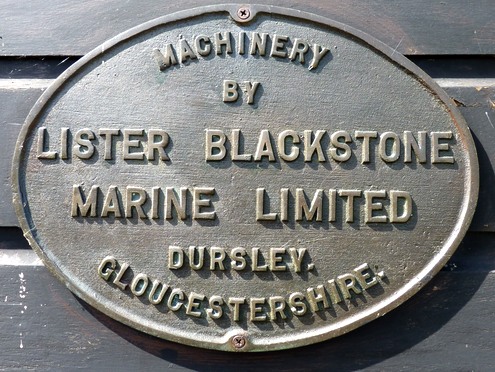 MACHINERY
BY
LISTER BLACKSTONE
MARINE LIMITED
DURSLEY.
GLOUCESTERSHIRE.